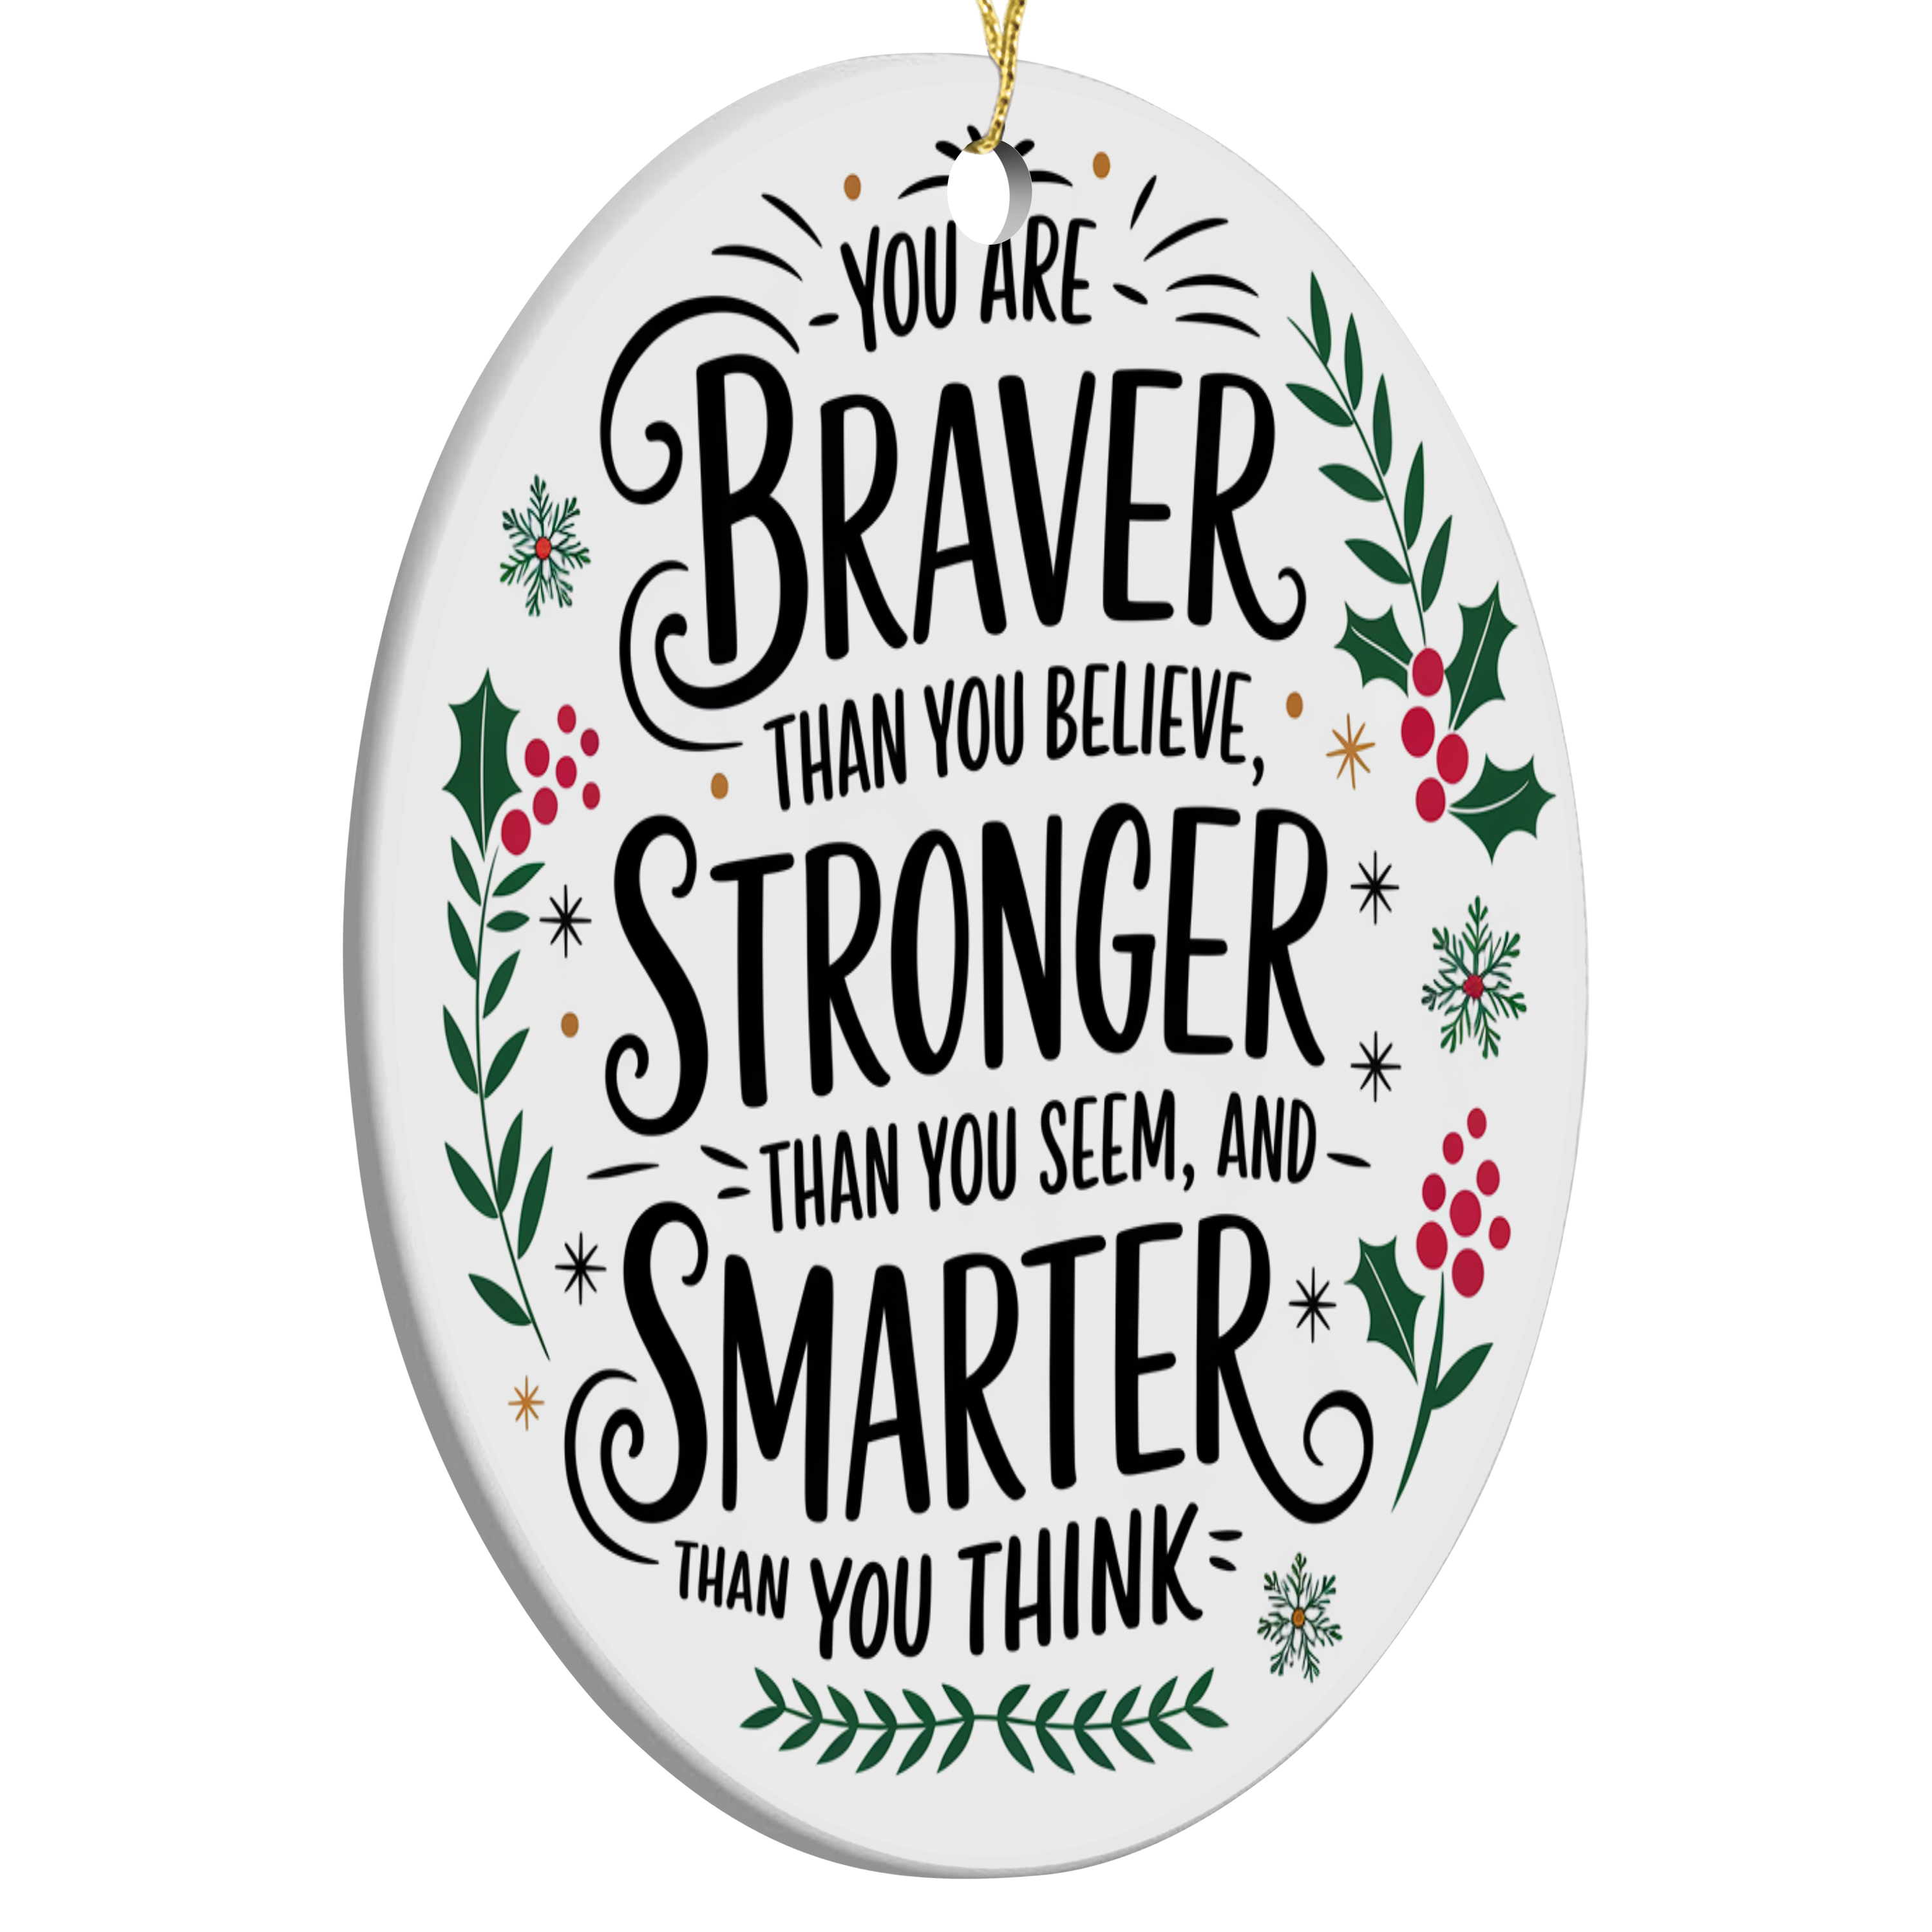 YOU ARE
BRAVER
THAN YOU BELIEVE,
STRONGER
THAN YOU SEEM, AND
SMARTER
THAN YOU THINK